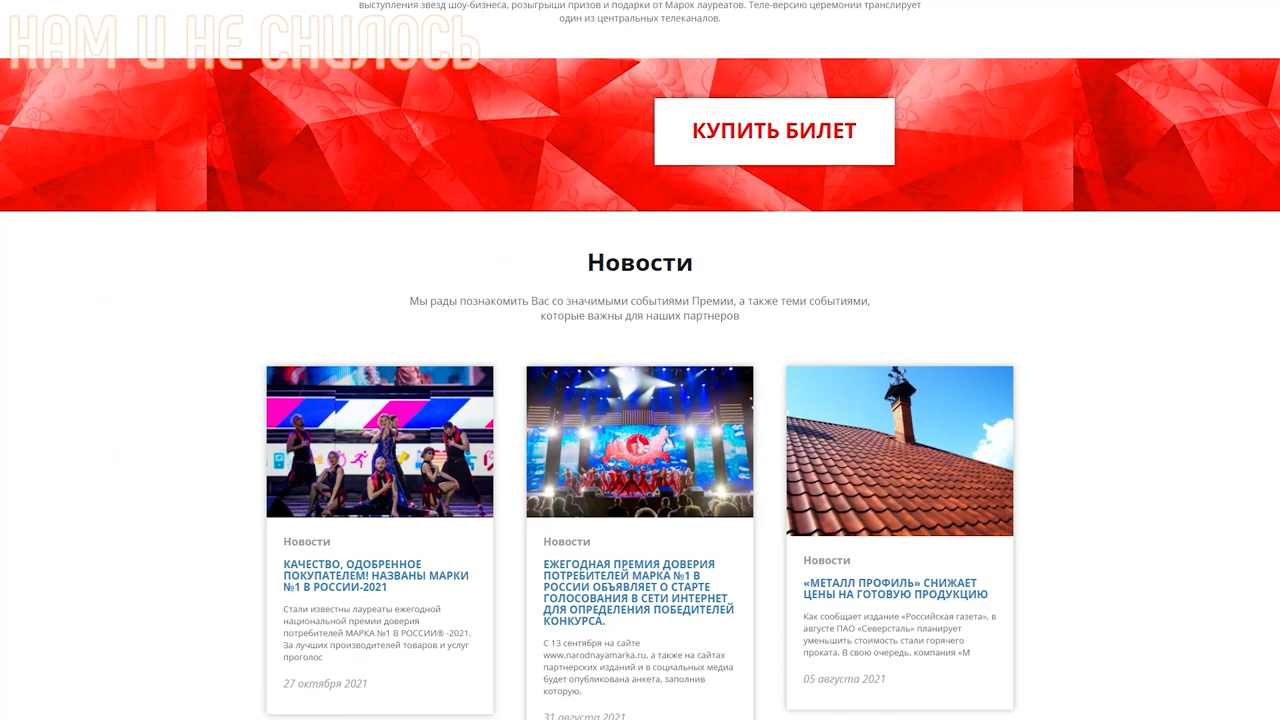 выступления звезд шоу-бизнеса, розыгрыши призов и подарки от Марок лауреатов. Теле-версию церемонии транслирует
один из центральных телеканалов.
НАМ И НЕ СНИЛОСЬ
КУПИТЬ БИЛЕТ
Новости
Мы рады познакомить Вас со значимыми событиями Премии, а также теми событиями,
которые важны для наших партнеров
Новости
КАЧЕСТВО, ОДОБРЕННОЕ
ПОКУПАТЕЛЕМ! НАЗВАНЫ МАРКИ
№1 В РОССИИ-2021
Стали известны лауреаты ежегодной
национальной премии доверия
потребителей МАРКА №1 В РОССИИ® -2021.
За лучших производителей товаров и услуг
проголос
27 октября 2021
Новости
ЕЖЕГОДНАЯ ПРЕМИЯ ДОВЕРИЯ
ПОТРЕБИТЕЛЕЙ МАРКА №1 В
РОССИИ ОБЪЯВЛЯЕТ О СТАРТЕ
ГОЛОСОВАНИЯ В СЕТИ ИНТЕРНЕТ
ДЛЯ ОПРЕДЕЛЕНИЯ ПОБЕДИТЕЛЕЙ
КОНКУРСА.
С 13 сентября на сайте
www.narodnayamarka.ru, а также на сайтах
партнерских изданий и в социальных медиа
будет опубликована анкета, заполнив
которую,
31 августа 2021
Новости
«МЕТАЛЛ ПРОФИЛЬ» СНИЖАЕТ
ЦЕНЫ НА ГОТОВУЮ ПРОДУКЦИЮ
Как сообщает издание «Российская газета», в
августе ПАО «Северсталь» планирует
уменьшить стоимость стали горячего
проката. В свою очередь, компания «М
05 августа 2021